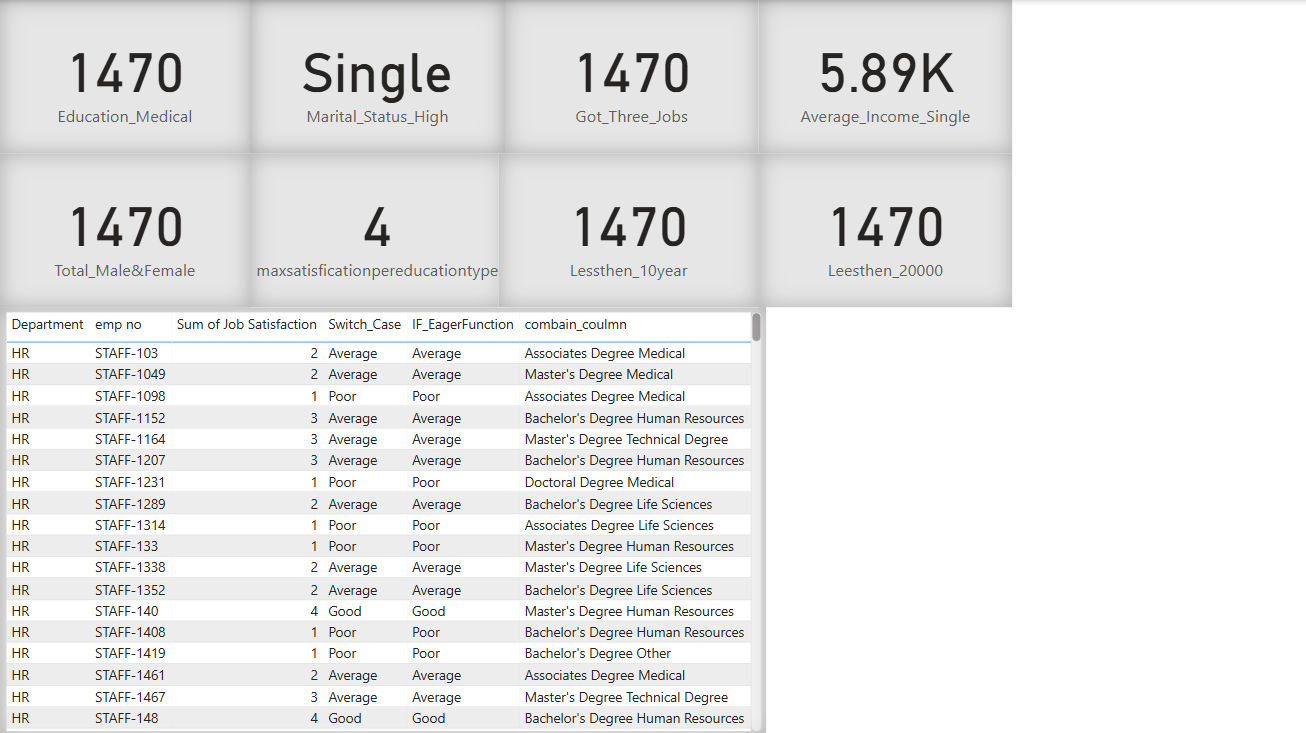 1470 Single 1470 5.89K
Education_Medical Marital_Status_High Got_Three_Jobs Average_Income_Single
1470 4 1470 1470
Total_Male&Female maxsatisficationpereducationtype Lessthen_10year Leesthen_20000
Department emp no Sum of Job Satisfaction Switch_Case IF_EagerFunction combain_coulmn
HR STAFF-103 2 Average Average Associates Degree Medical
HR STAFF-1049 2 Average Average Master's Degree Medical
HR STAFF-1098 1 Poor Poor Associates Degree Medical
HR STAFF-1152 3 Average Average Bachelor's Degree Human Resources
HR STAFF-1164 3 Average Average Master's Degree Technical Degree
HR STAFF-1207 3 Average Average Bachelor's Degree Human Resources
HR STAFF-1231 1 Poor Poor Doctoral Degree Medical
HR STAFF-1289 2 Average Average Bachelor's Degree Life Sciences
HR STAFF-1314 1 Poor Poor Associates Degree Life Sciences
HR STAFF-133 1 Poor Poor Master's Degree Human Resources
HR STAFF-1338 2 Average Average Master's Degree Life Sciences
HR STAFF-1352 2 Average Average Bachelor's Degree Life Sciences
HR STAFF-140 4 Good Good Master's Degree Human Resources
HR STAFF-1408 1 Poor Poor Bachelor's Degree Human Resources
HR STAFF-1419 1 Poor Poor Bachelor's Degree Other
HR STAFF-1461 2 Average Average Associates Degree Medical
HR STAFF-1467 3 Average Average Master's Degree Technical Degree
HR STAFF-148 4 Good Good Bachelor's Degree Human Resources